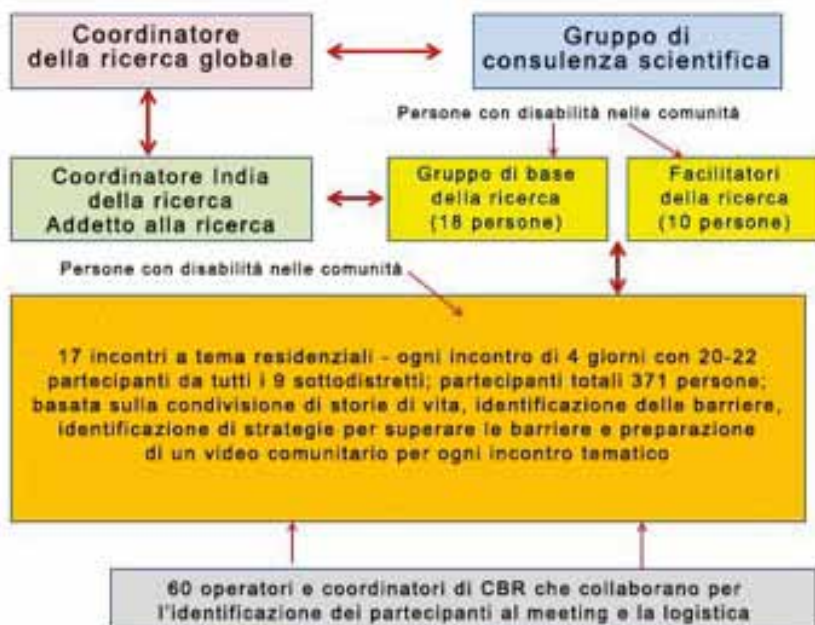 Coordinatore
della ricerca globale
Gruppo di
consulenza scientifica
Persone con disabilità nelle comunità
Coordinatore India
della ricerca
Addetto alla ricerca
Gruppo di base
della ricerca
(18 persone)
Facilitatori
della ricerca
(10 persone)
Persone con disabilità nelle comunità
17 incontri a tema residenziali - ogni incontro di 4 giorni con 20-22
partecipanti da tutti i 9 sottodistretti; partecipanti totali 371 persone;
basata sulla condivisione di storie di vita, identificazione delle barriere,
identificazione di strategie per superare le barriere e preparazione
di un video comunitario per ogni incontro tematico
60 operatori e coordinatori di CBR che collaborano per
l'identificazione dei partecipanti al meeting e la logistica